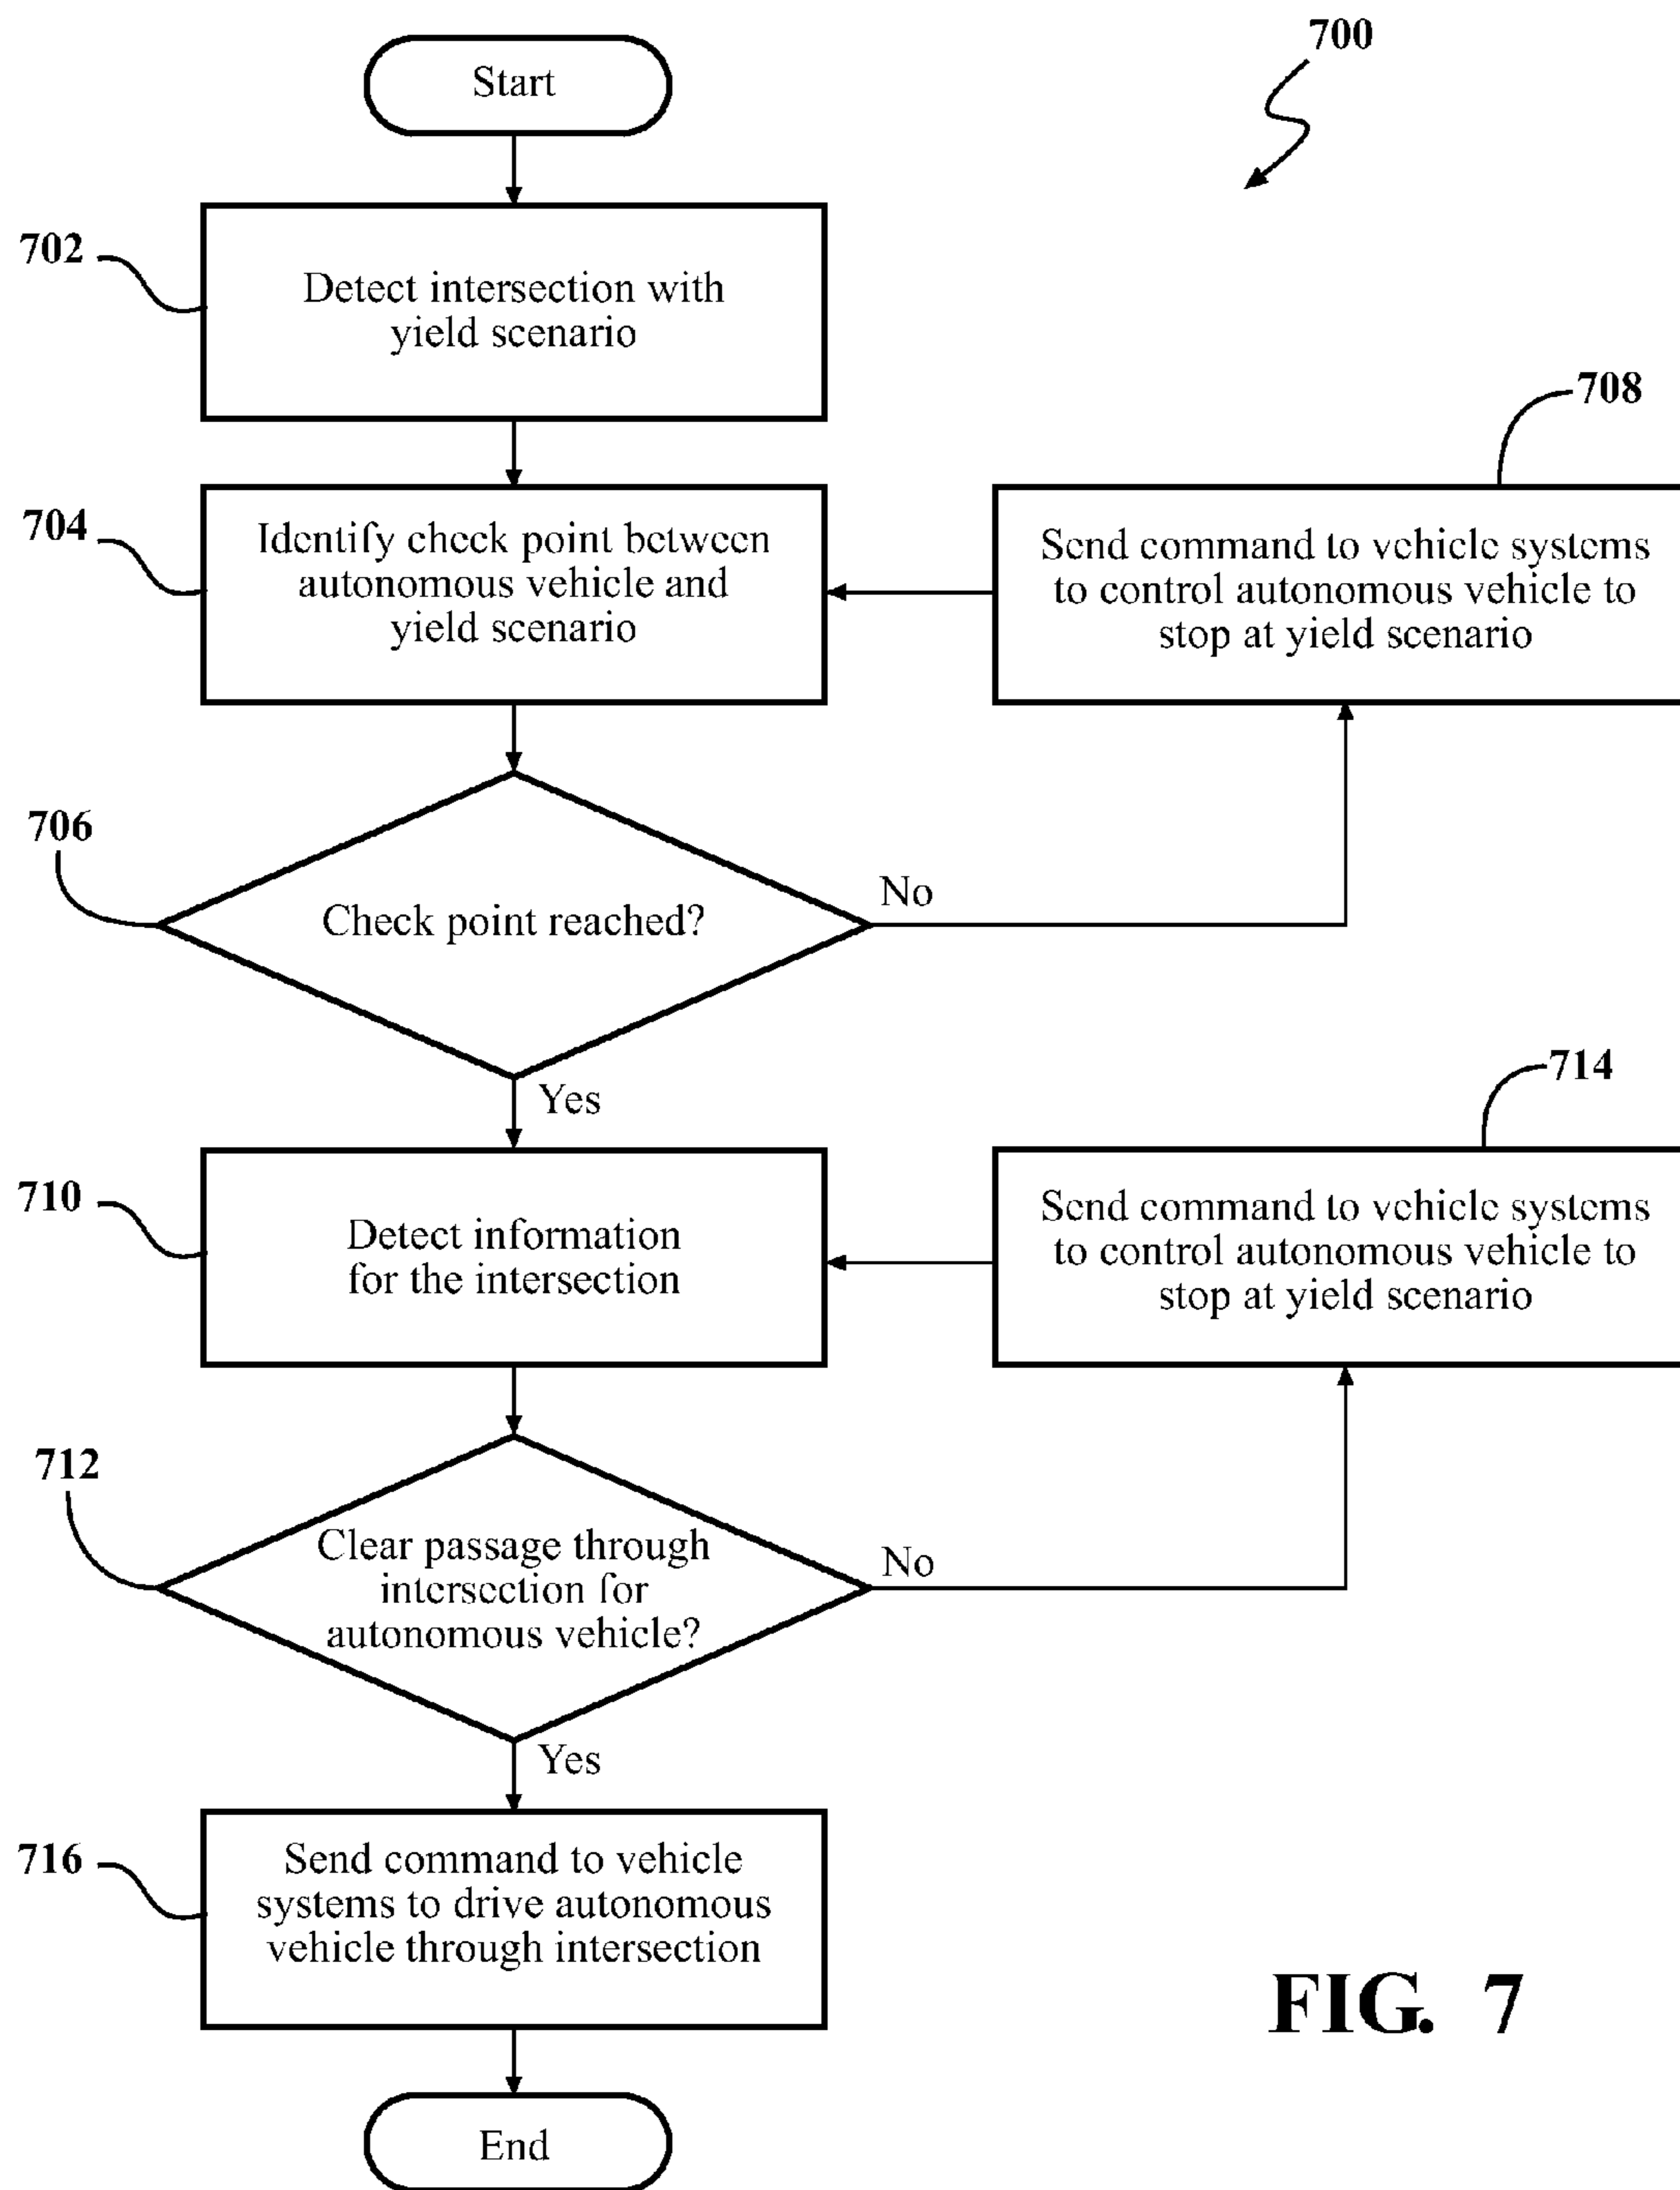 700
Start
702
Detect intersection with
yield scenario
708
704
Identify check point between
autonomous vehicle and
yield scenario
Send command to vehicle systems
to control autonomous vehicle to
stop at yield scenario
706
Check point reached?
No
Yes
714
710
Detect information
for the intersection
Send command to vehicle systems
to control autonomous vehicle to
stop at yield scenario
712
Clear passage through
intersection for
autonomous vehicle?
No
Yes
716
Send command to vehicle
systems to drive autonomous
vehicle through intersection
FIG. 7
End